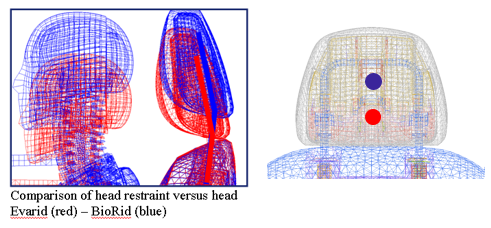 Comparison of head restraint versus head
Evarid (red) – BioRid (blue)